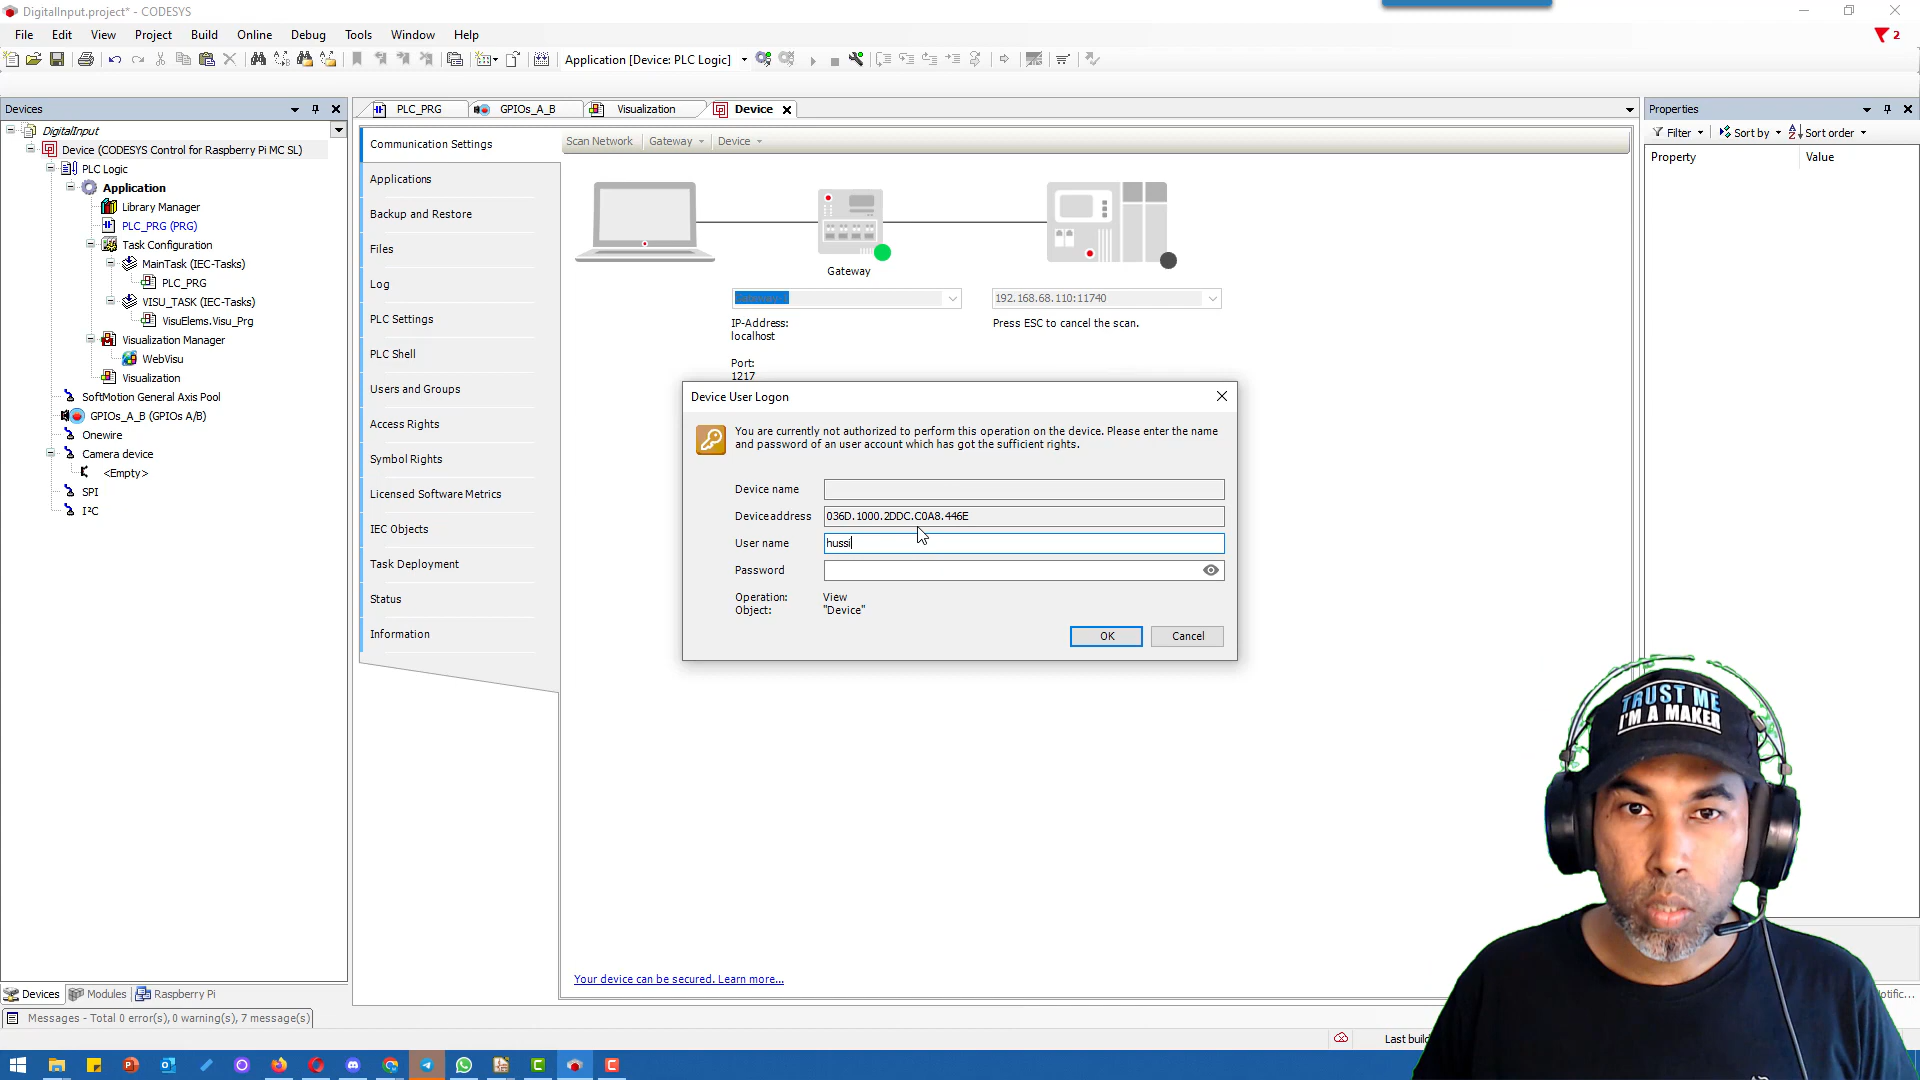 DigitalInput.project* - CODESYS
File Edit View Project Build Online Debug Tools Window Help
2
Application [Device: PLC Logic]
Devices
PLC_PRG GPIOs_A_B Visualization Device
Properties
DigitalInput
Device (CODESYS Control for Raspberry Pi MC SL)
PLC Logic
Application
Library Manager
PLC_PRG (PRG)
Task Configuration
MainTask (IEC-Tasks)
PLC_PRG
VISU_TASK (IEC-Tasks)
VisuElems.Visu_Prg
Visualization Manager
WebVisu
Visualization
SoftMotion General Axis Pool
GPIOs_A_B (GPIOs A/B)
Onewire
Camera device
<Empty>
SPI
I²C
Communication Settings
Applications
Backup and Restore
Files
Log
PLC Settings
PLC Shell
Users and Groups
Access Rights
Symbol Rights
Licensed Software Metrics
IEC Objects
Task Deployment
Status
Information
Scan Network Gateway Device
Gateway
192.168.68.110:11740
IP-Address:
localhost
Press ESC to cancel the scan.
Port:
1217
Filter Sort by Sort order
Property Value
Device User Logon
You are currently not authorized to perform this operation on the device. Please enter the name
and password of an user account which has got the sufficient rights.
Device name
Device address 036D.1000.2DDC.C0A8.446E
User name hussi
Password
Operation: View
Object: "Device"
OK Cancel
TRUST ME
I'M A MAKER
Your device can be secured. Learn more...
Devices Modules Raspberry Pi
Messages - Total 0 error(s), 0 warning(s), 7 message(s)
Last build